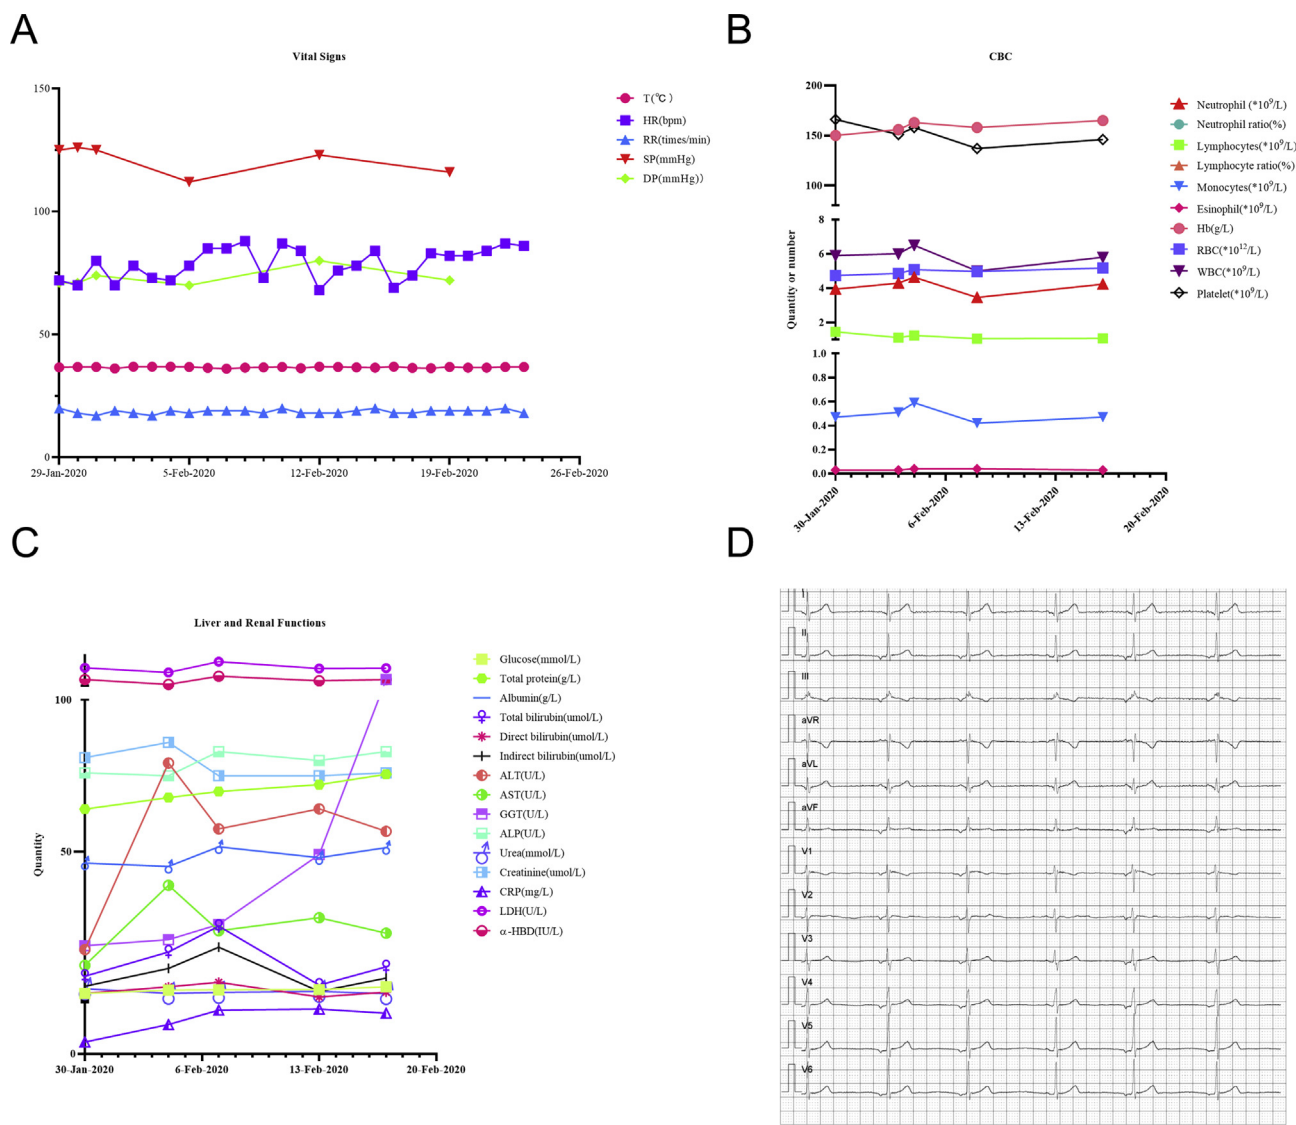 A
Vital Signs
150
100
50
0
29-Jan-2020
5-Feb-2020
12-Feb-2020
19-Feb-2020
26-Feb-2020
T(℃)
HR(bpm)
RR(times/min)
SP(mmHg)
DP(mmHg))
B
CBC
Quantity or number
200
150
100
8
6
4
2
1.0
0.8
0.6
0.4
0.2
0.0
30-Jan-2020
6-Feb-2020
13-Feb-2020
20-Feb-2020
Neutrophil (*10⁹/L)
Neutrophil ratio(%)
Lymphocytes(*10⁹/L)
Lymphocyte ratio(%)
Monocytes(*10⁹/L)
Esinophil(*10⁹/L)
Hb(g/L)
RBC(*10¹²/L)
WBC(*10⁹/L)
Platelet(*10⁹/L)
C
Liver and Renal Functions
Quantity
100
50
0
30-Jan-2020
6-Feb-2020
13-Feb-2020
20-Feb-2020
Glucose(mmol/L)
Total protein(g/L)
Albumin(g/L)
Total bilirubin(umol/L)
Direct bilirubin(umol/L)
Indirect bilirubin(umol/L)
ALT(U/L)
AST(U/L)
GGT(U/L)
ALP(U/L)
Urea(mmol/L)
Creatinine(umol/L)
CRP(mg/L)
LDH(U/L)
α-HBD(IU/L)
D
I
II
III
aVR
aVL
aVF
V1
V2
V3
V4
V5
V6